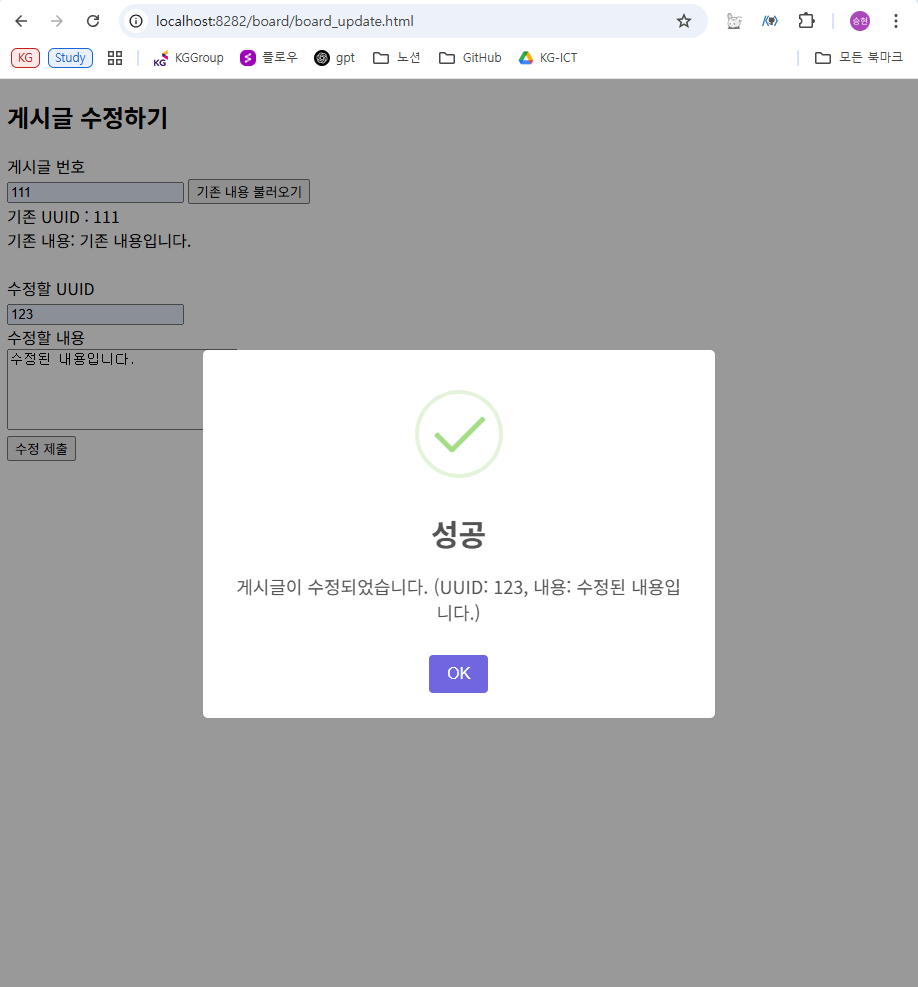 localhost:8282/board/board_update.html
승현
KG Study KGGroup 플로우 gpt 노션 GitHub KG-ICT 모든 북마크
게시글 수정하기
게시글 번호
111 기존 내용 불러오기
기존 UUID : 111
기존 내용: 기존 내용입니다.
수정할 UUID
123
수정할 내용
수정된 내용입니다.
수정 제출
성공
게시글이 수정되었습니다. (UUID: 123, 내용: 수정된 내용입
니다.)
OK